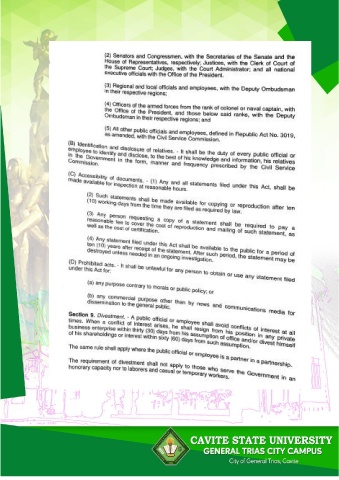 (2) Senators and Congressmen, with the Secretaries of the Senate and the
House of Representatives, respectively; Justices, with the Clerk of Court of
the Supreme Court; Judges, with the Court Administrator; and all national
executive officials with the Office of the President.
(3) Regional and local officials and employees, with the Deputy Ombudsman
in their respective regions;
(4) Officers of the armed forces from the rank of colonel or naval captain, with
the Office of the President, and those below said ranks, with the Deputy
Ombudsman in their respective regions; and
(5) All other public officials and employees, defined in Republic Act No. 3019,
as amended, with the Civil Service Commission.
(B) Identification and disclosure of relatives. - It shall be the duty of every public official or
employee to identify and disclose, to the best of his knowledge and information, his relatives
in the Government in the form, manner and frequency prescribed by the Civil Service
Commission.
(C) Accessibility of documents. - (1) Any and all statements filed under this Act, shall be
made available for inspection at reasonable hours.
(2) Such statements shall be made available for copying or reproduction after ten
(10) working days from the time they are filed as required by law.
(3) Any person requesting a copy of a statement shall be required to pay a
reasonable fee to cover the cost of reproduction and mailing of such statement, as
well as the cost of certification.
(4) Any statement filed under this Act shall be available to the public for a period of
ten (10) years after receipt of the statement. After such period, the statement may be
destroyed unless needed in an ongoing investigation.
(D) Prohibited acts. - It shall be unlawful for any person to obtain or use any statement filed
under this Act for:
(a) any purpose contrary to morals or public policy; or
(b) any commercial purpose other than by news and communications media for
dissemination to the general public.
Section 9. Divestment. - A public official or employee shall avoid conflicts of interest at all
times. When a conflict of interest arises, he shall resign from his position in any private
business enterprise within thirty (30) days from his assumption of office and/or divest himself
of his shareholdings or interest within sixty (60) days from such assumption.
The same rule shall apply where the public official or employee is a partner in a partnership.
The requirement of divestment shall not apply to those who serve the Government in an
honorary capacity nor to laborers and casual or temporary workers.
CAVITE STATE UNIVERSITY
GENERAL TRIAS CITY CAMPUS
City of General Trias, Cavite